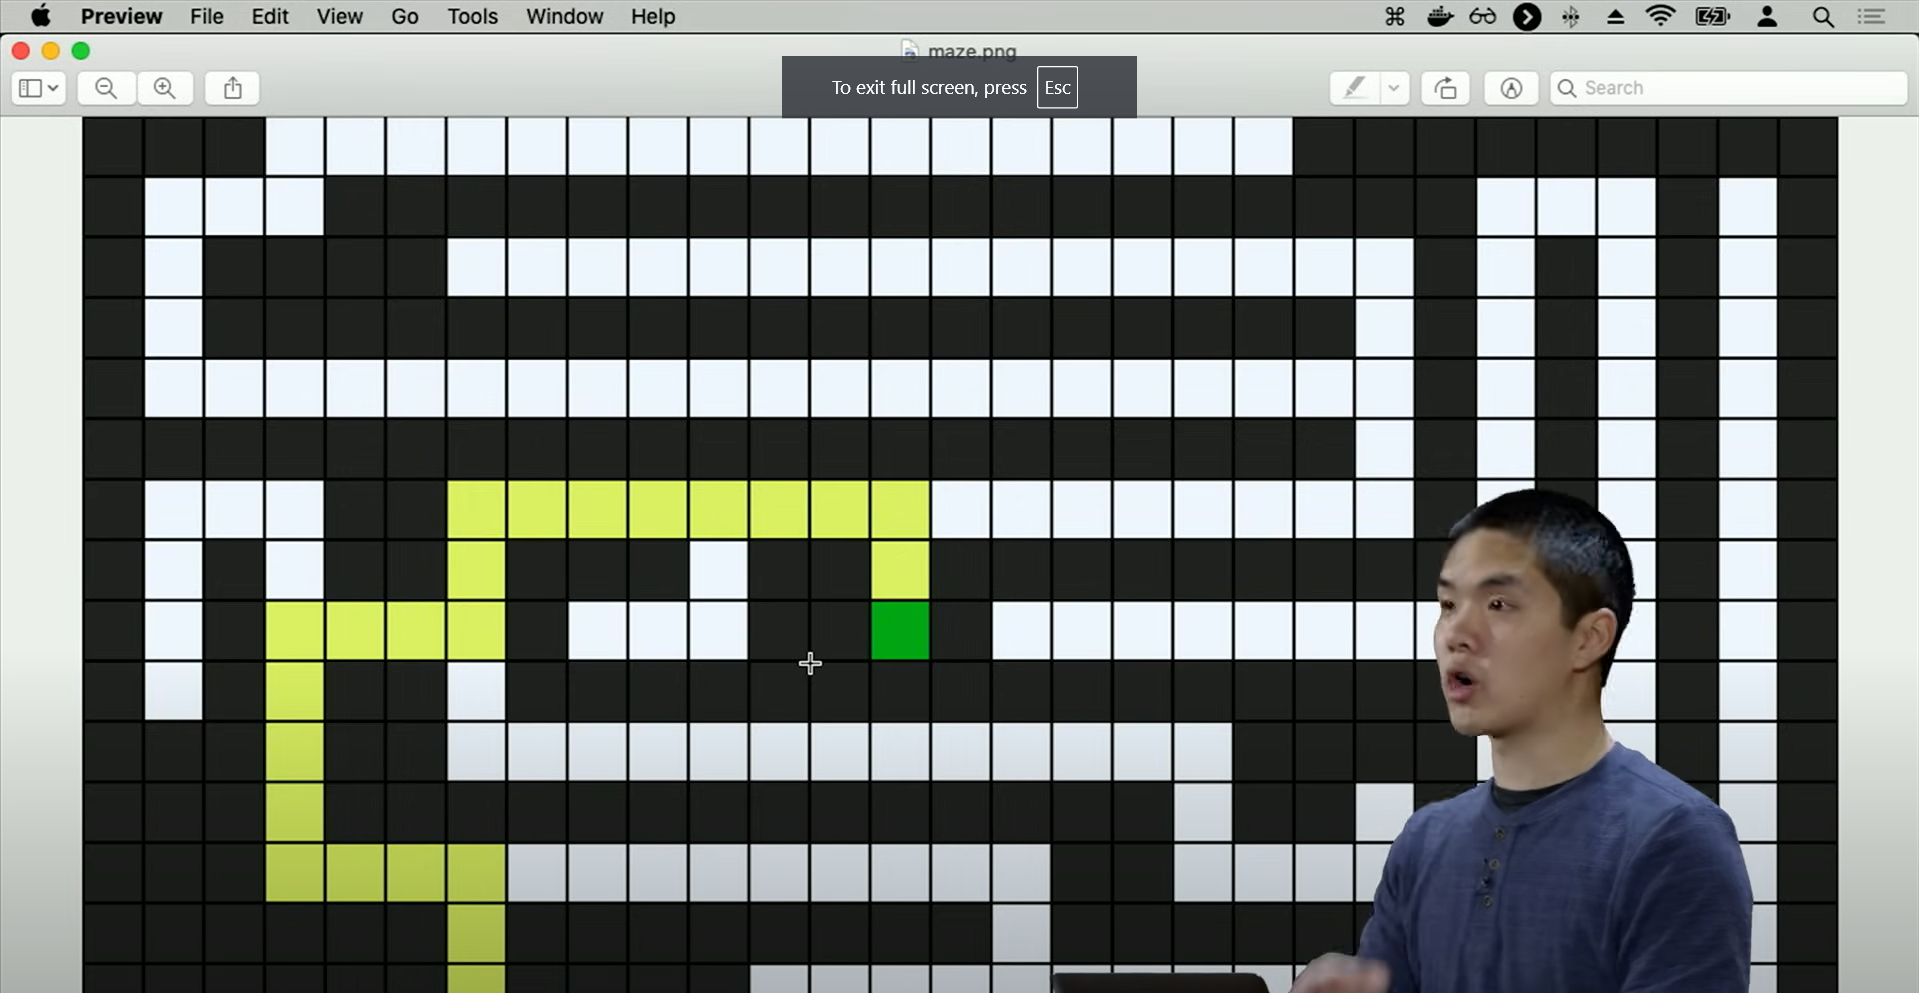 Preview File Edit View Go Tools Window Help
maze.png
To exit full screen, press Esc
Search